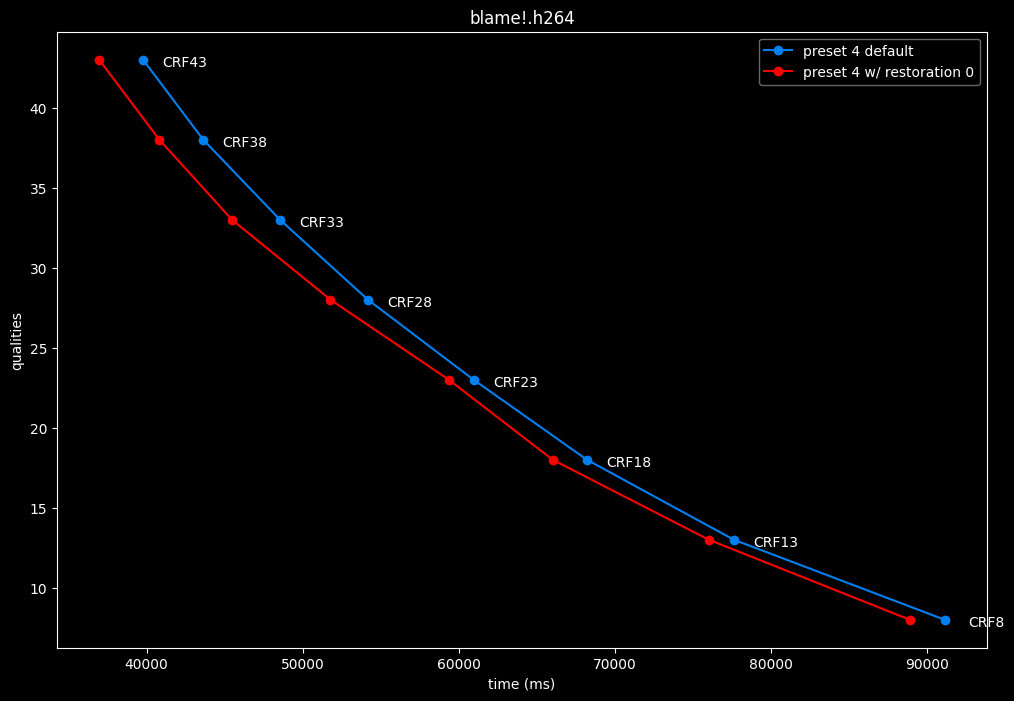 blame!.h264
preset 4 default
preset 4 w/ restoration 0
CRF43
CRF38
CRF33
CRF28
CRF23
CRF18
CRF13
CRF8
qualities
40
35
30
25
20
15
10
40000 50000 60000 70000 80000 90000
time (ms)